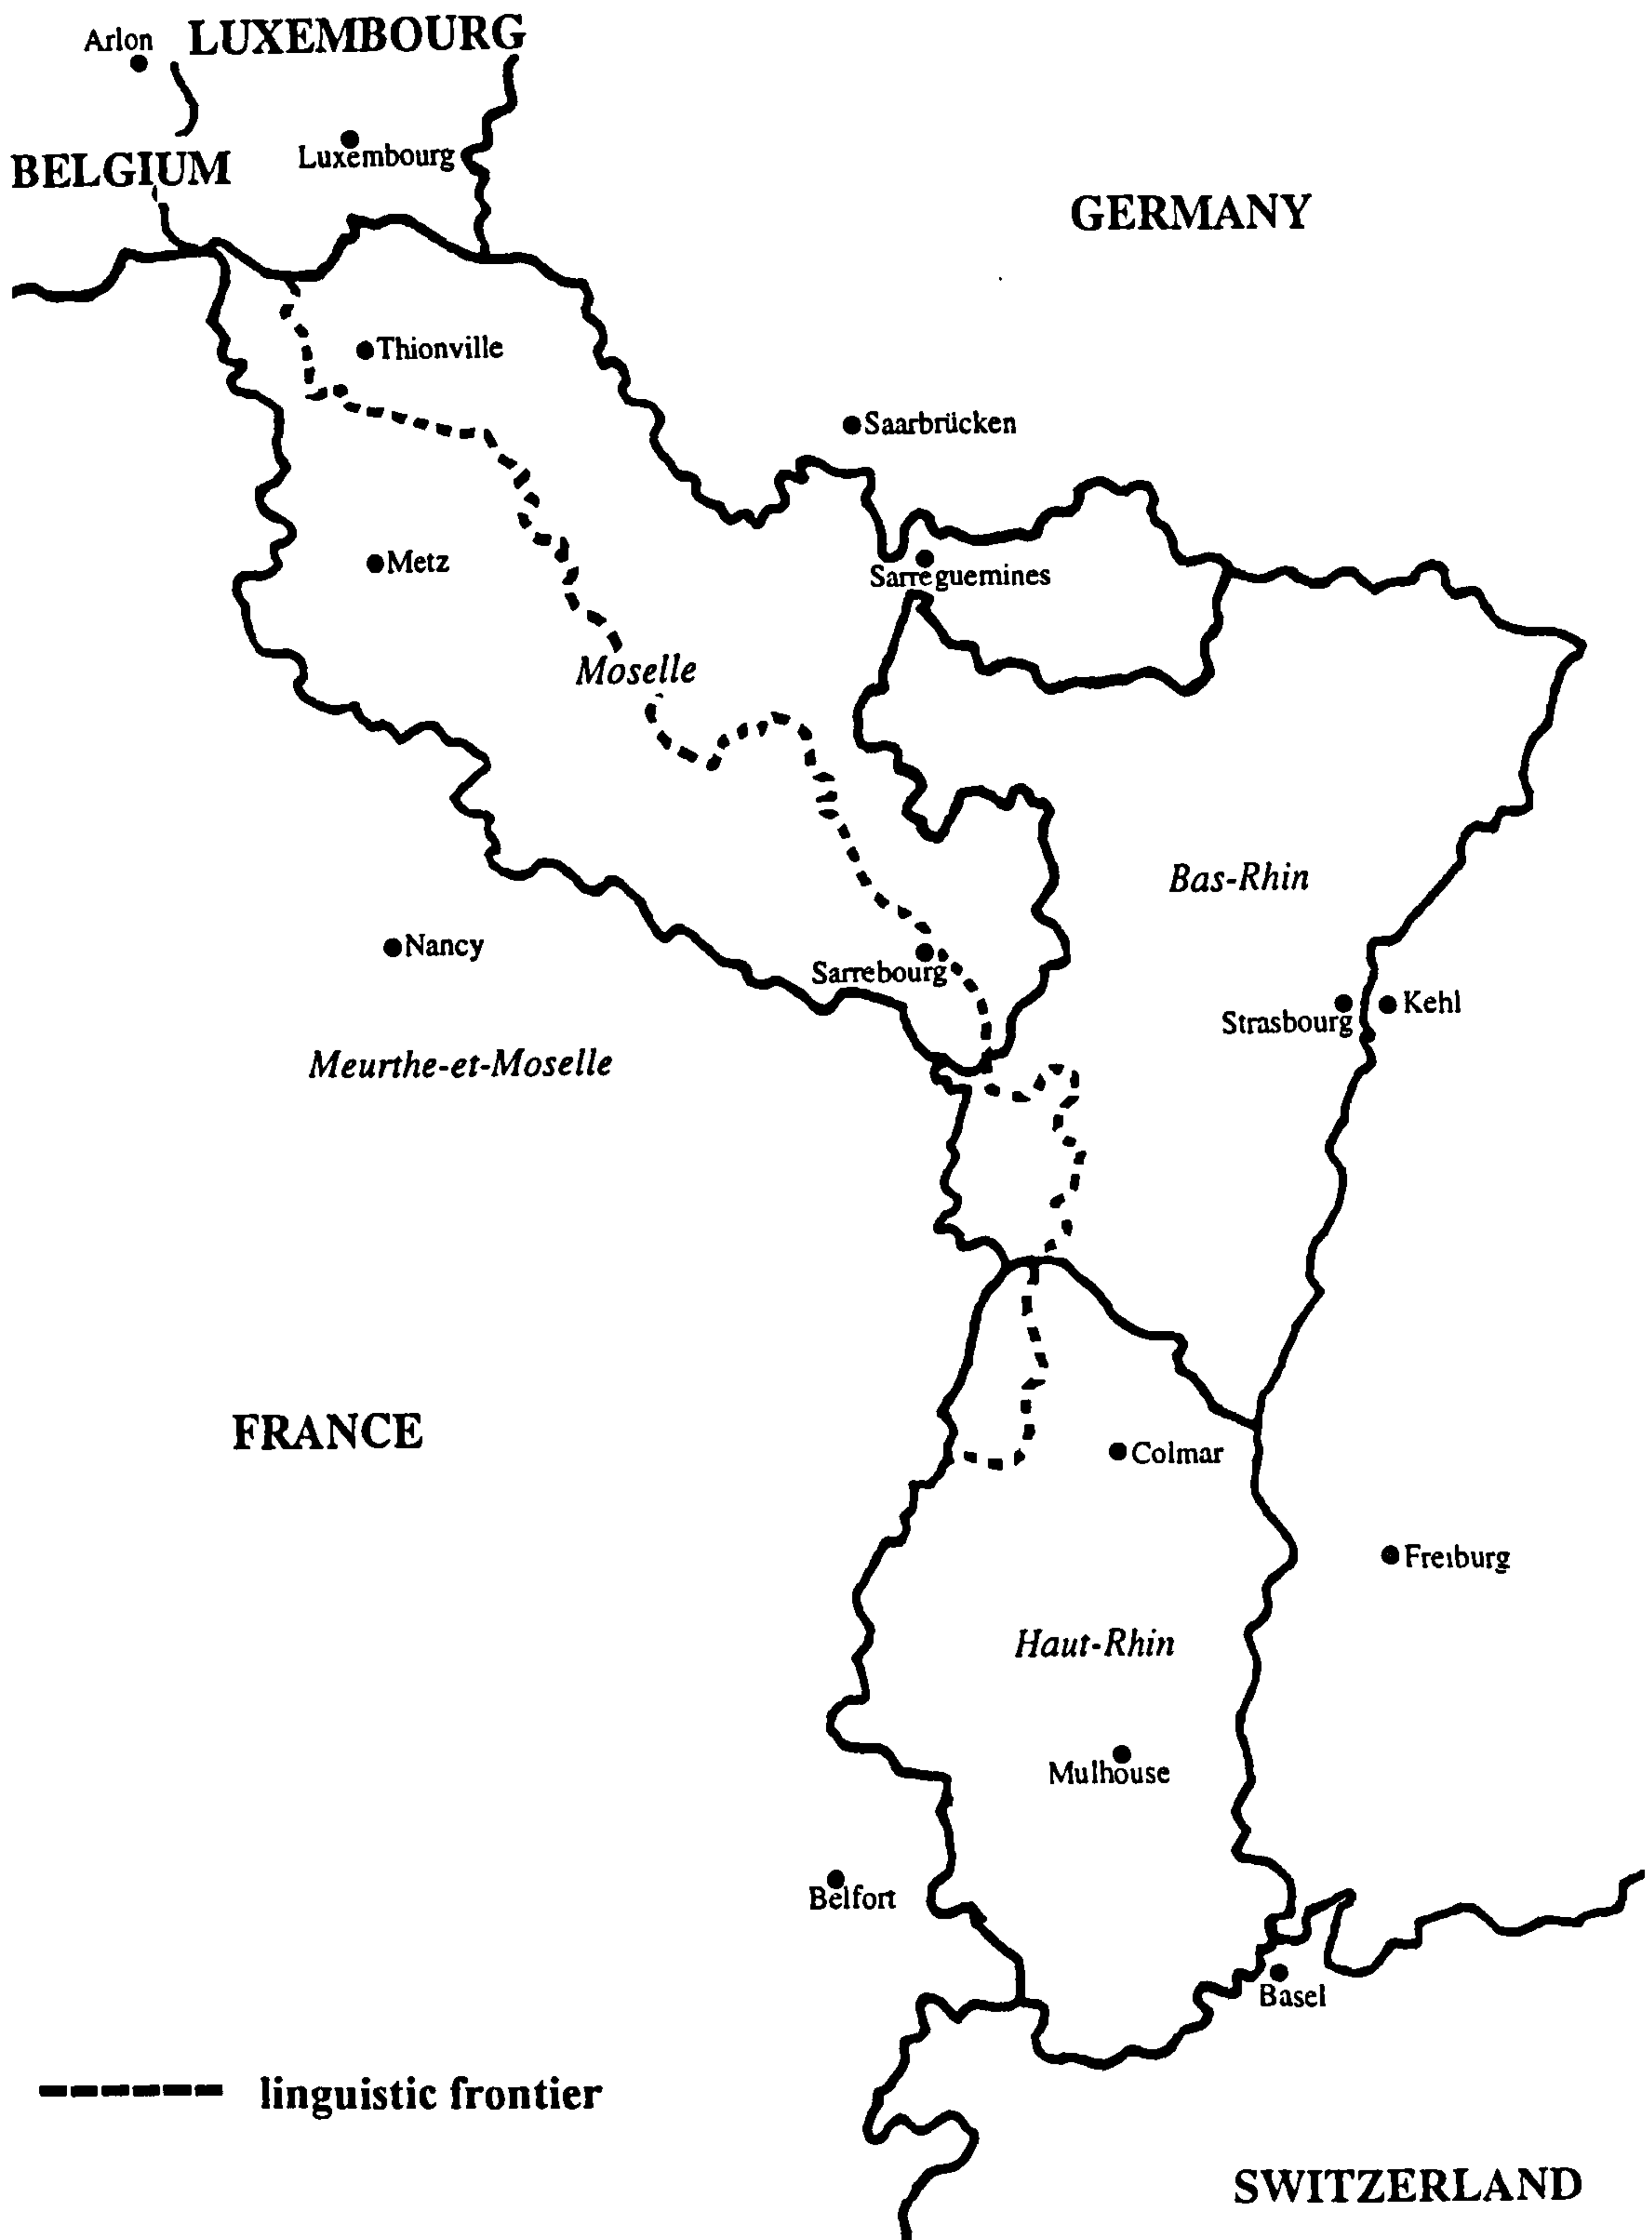 Arlon
LUXEMBOURG
Luxembourg
BELGIUM
GERMANY
Thionville
Saarbrücken
Metz
Sarreguemines
Moselle
Bas-Rhin
Nancy
Sarrebourg
Strasbourg
Kehl
Meurthe-et-Moselle
FRANCE
Colmar
Freiburg
Haut-Rhin
Mulhouse
Belfort
Basel
linguistic frontier
SWITZERLAND